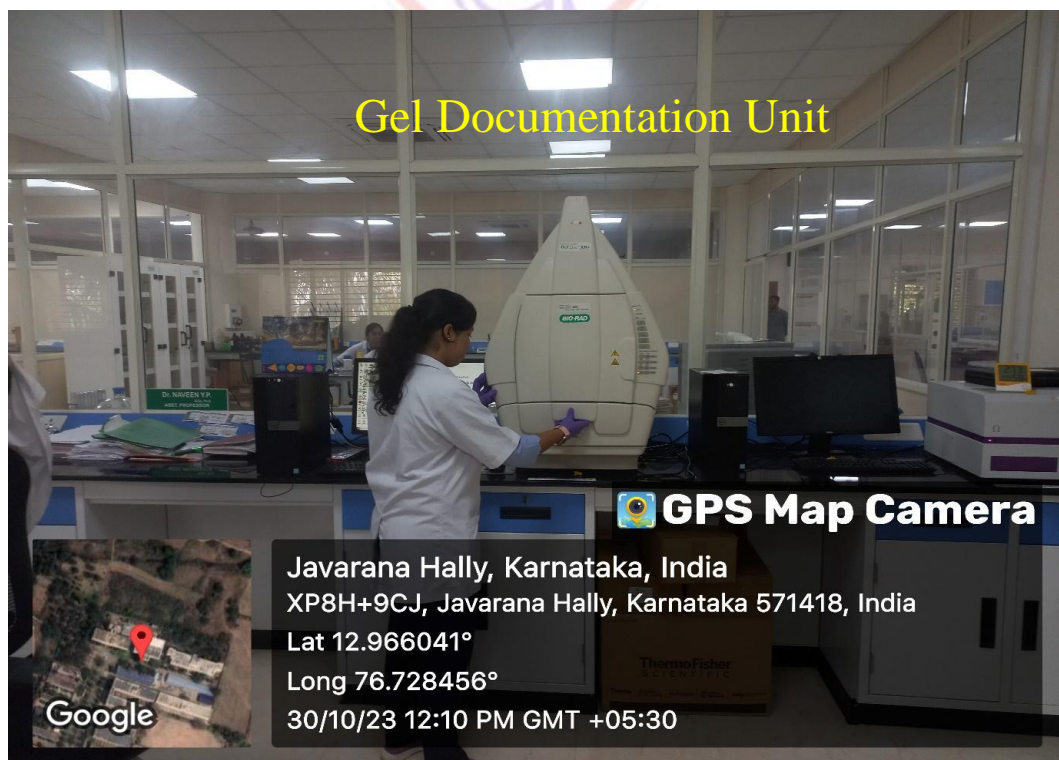 Gel Documentation Unit
BIO-RAD
Dr. NAVEEN Y.P.
ASST. PROFESSOR
GPS Map Camera
Javarana Hally, Karnataka, India
XP8H+9CJ, Javarana Hally, Karnataka 571418, India
Lat 12.966041°
Long 76.728456°
30/10/23 12:10 PM GMT +05:30
Google
ThermoFisher
SCIENTIFIC